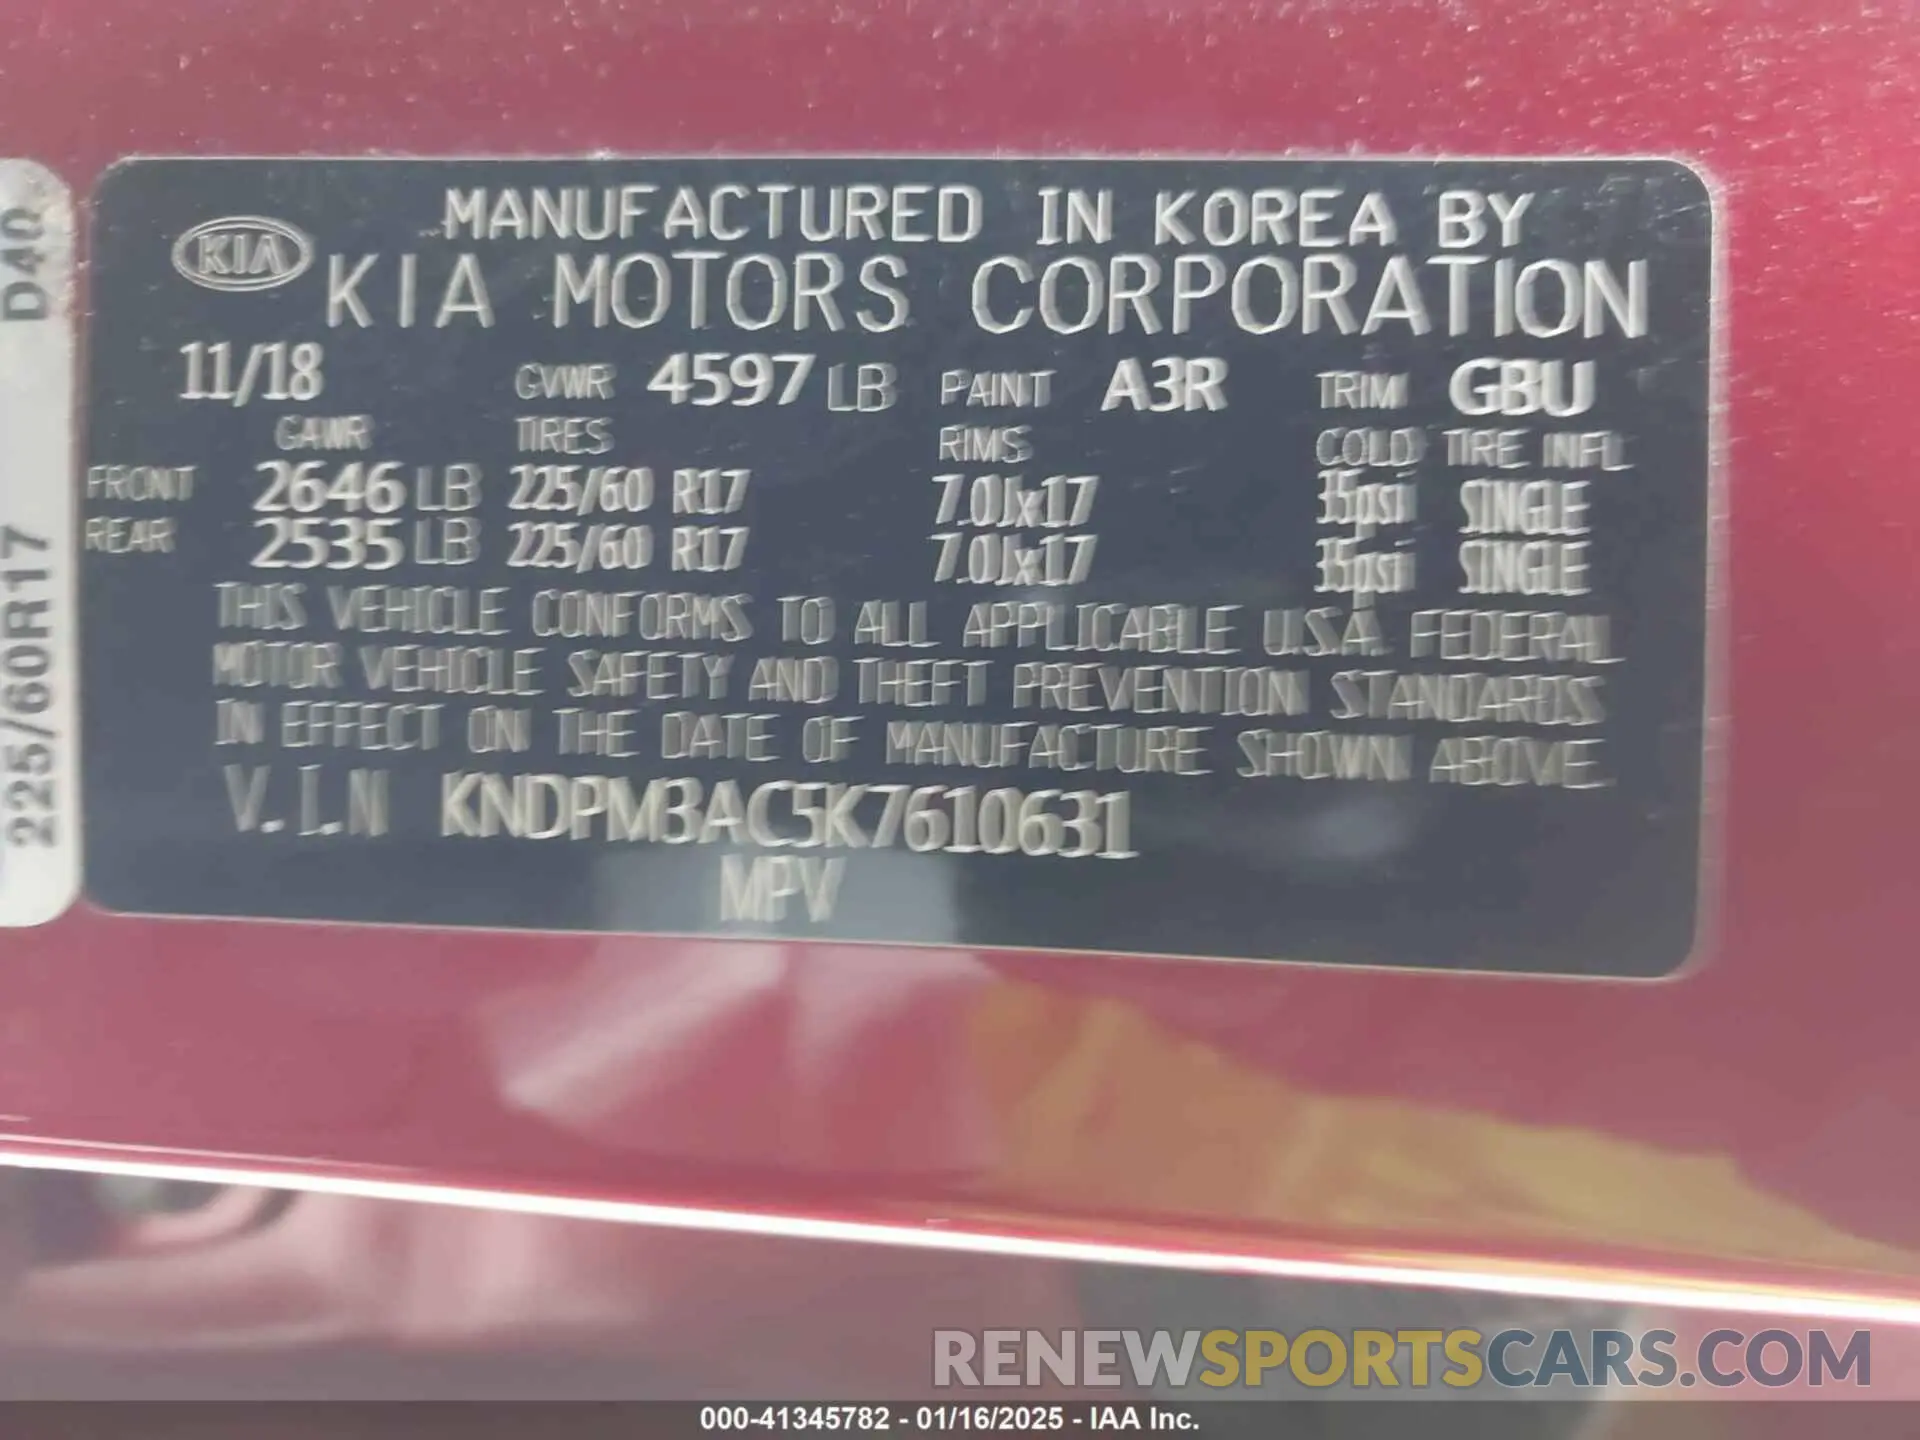 MANUFACTURED IN KOREA BY
KIA KIA MOTORS CORPORATION
11/18 GVWR 4597 LB PAINT A3R TRIM GBU
GAWR TIRES RIMS COLD TIRE INFL
FRONT 2646 LB 225/60 R17 7.0Jx17 35psi SINGLE
REAR 2535 LB 225/60 R17 7.0Jx17 35psi SINGLE
THIS VEHICLE CONFORMS TO ALL APPLICABLE U.S.A. FEDERAL
MOTOR VEHICLE SAFETY AND THEFT PREVENTION STANDARDS
IN EFFECT ON THE DATE OF MANUFACTURE SHOWN ABOVE.
V.I.N KNDPM3AC5K7610631
MPV
225/60R17 D40
RENEWSPORTSCARS.COM
000-41345782 - 01/16/2025 - IAA Inc.